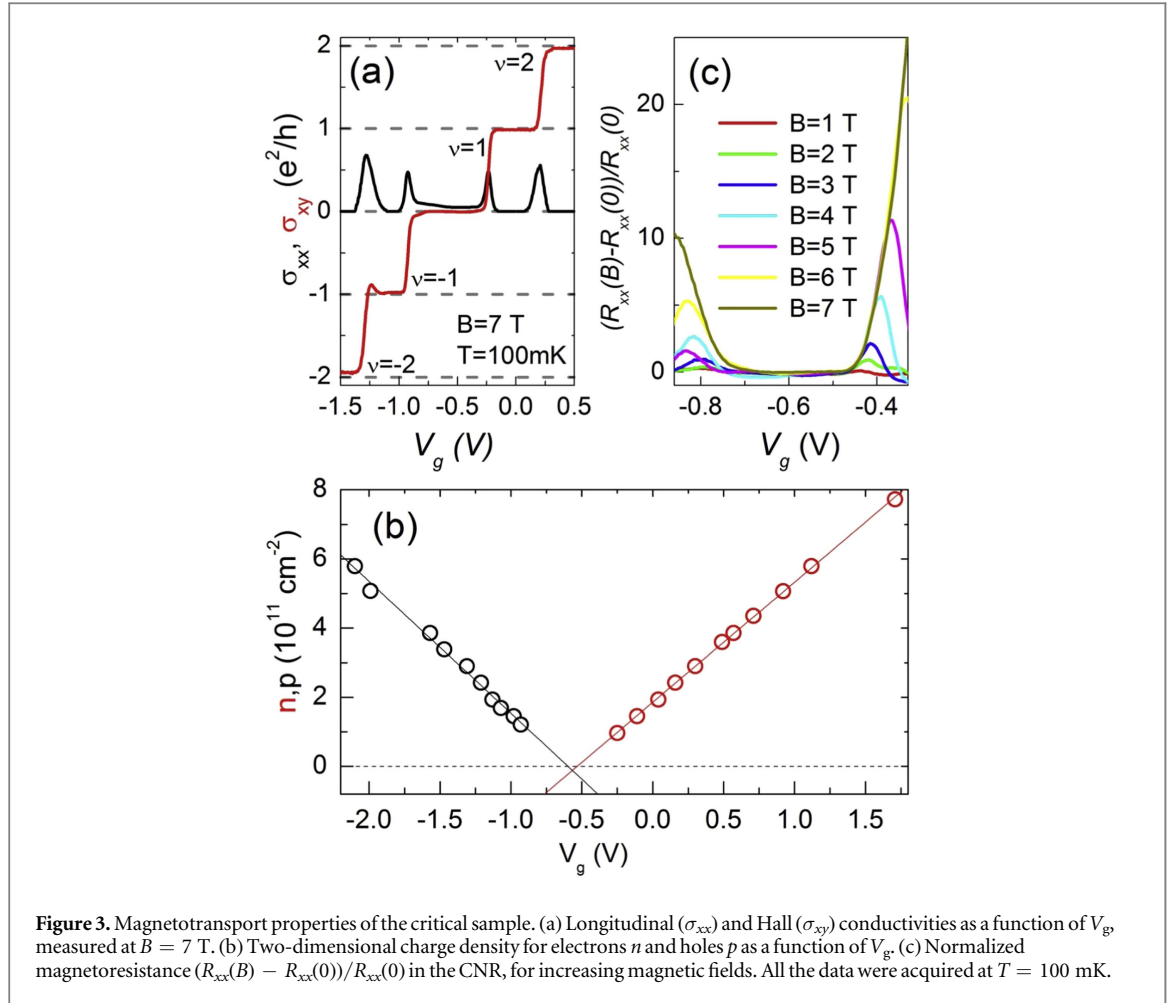 (a)
σxx, σxy (e²/h)
2
1
0
-1
-2
ν=2
ν=1
ν=-1
ν=-2
B=7 T
T=100mK
-1.5 -1.0 -0.5 0.0 0.5
Vg (V)
(c)
(Rxx(B)-Rxx(0))/Rxx(0)
20
10
0
B=1 T
B=2 T
B=3 T
B=4 T
B=5 T
B=6 T
B=7 T
-0.8 -0.6 -0.4
Vg (V)
(b)
n,p (10¹¹ cm⁻²)
8
6
4
2
0
-2.0 -1.5 -1.0 -0.5 0.0 0.5 1.0 1.5
Vg (V)
Figure 3. Magnetotransport properties of the critical sample. (a) Longitudinal (σxx) and Hall (σxy) conductivities as a function of Vg,
measured at B = 7 T. (b) Two-dimensional charge density for electrons n and holes p as a function of Vg. (c) Normalized
magnetoresistance (Rxx(B) − Rxx(0))/Rxx(0) in the CNR, for increasing magnetic fields. All the data were acquired at T = 100 mK.